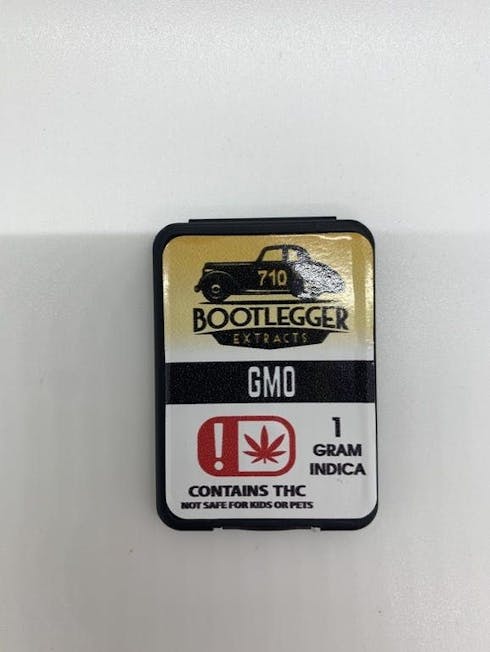 710
BOOTLEGGER
EXTRACTS
GMO
!
1
GRAM
INDICA
CONTAINS THC
NOT SAFE FOR KIDS OR PETS